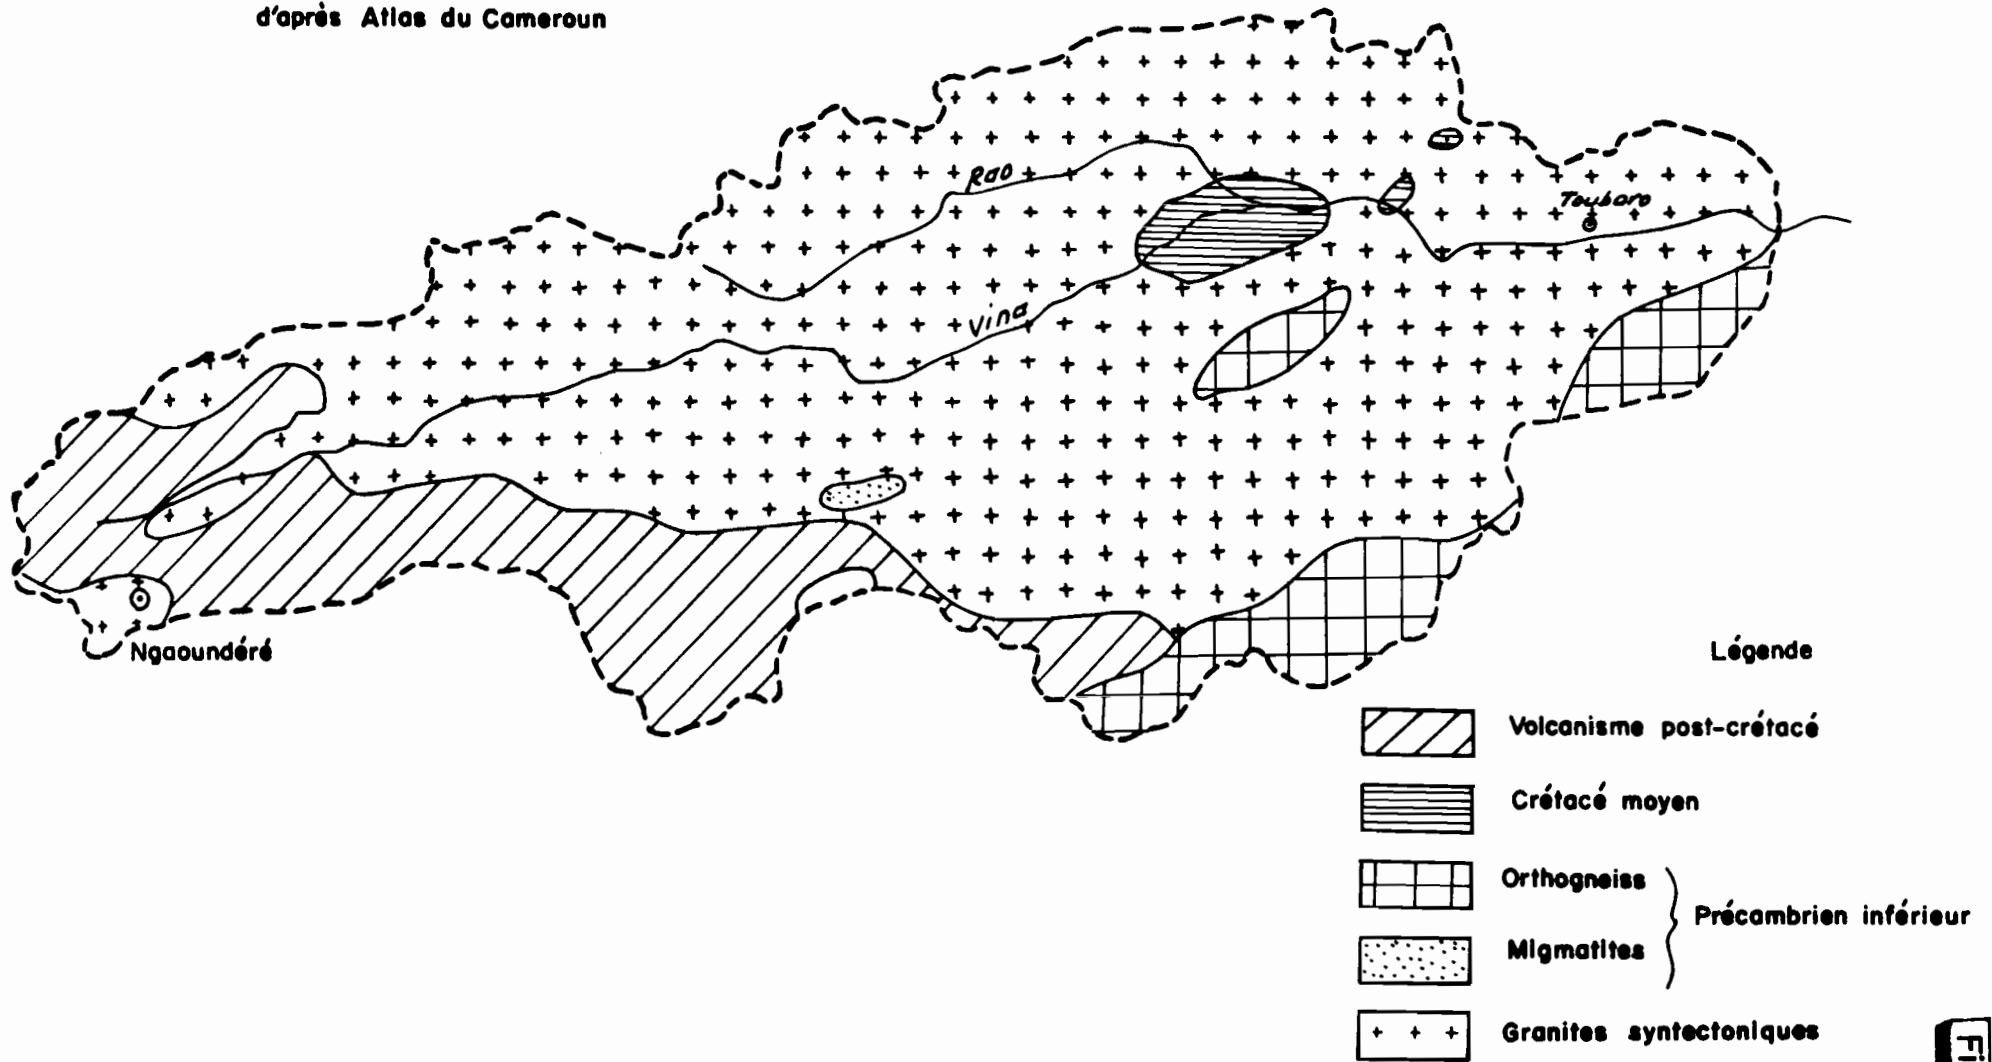 d'après Atlas du Cameroun
Rao
Touboro
Vina
Ngaoundéré
Légende
Volcanisme post-crétacé
Crétacé moyen
Orthogneiss
Précambrien inférieur
Migmatites
Granites syntectoniques